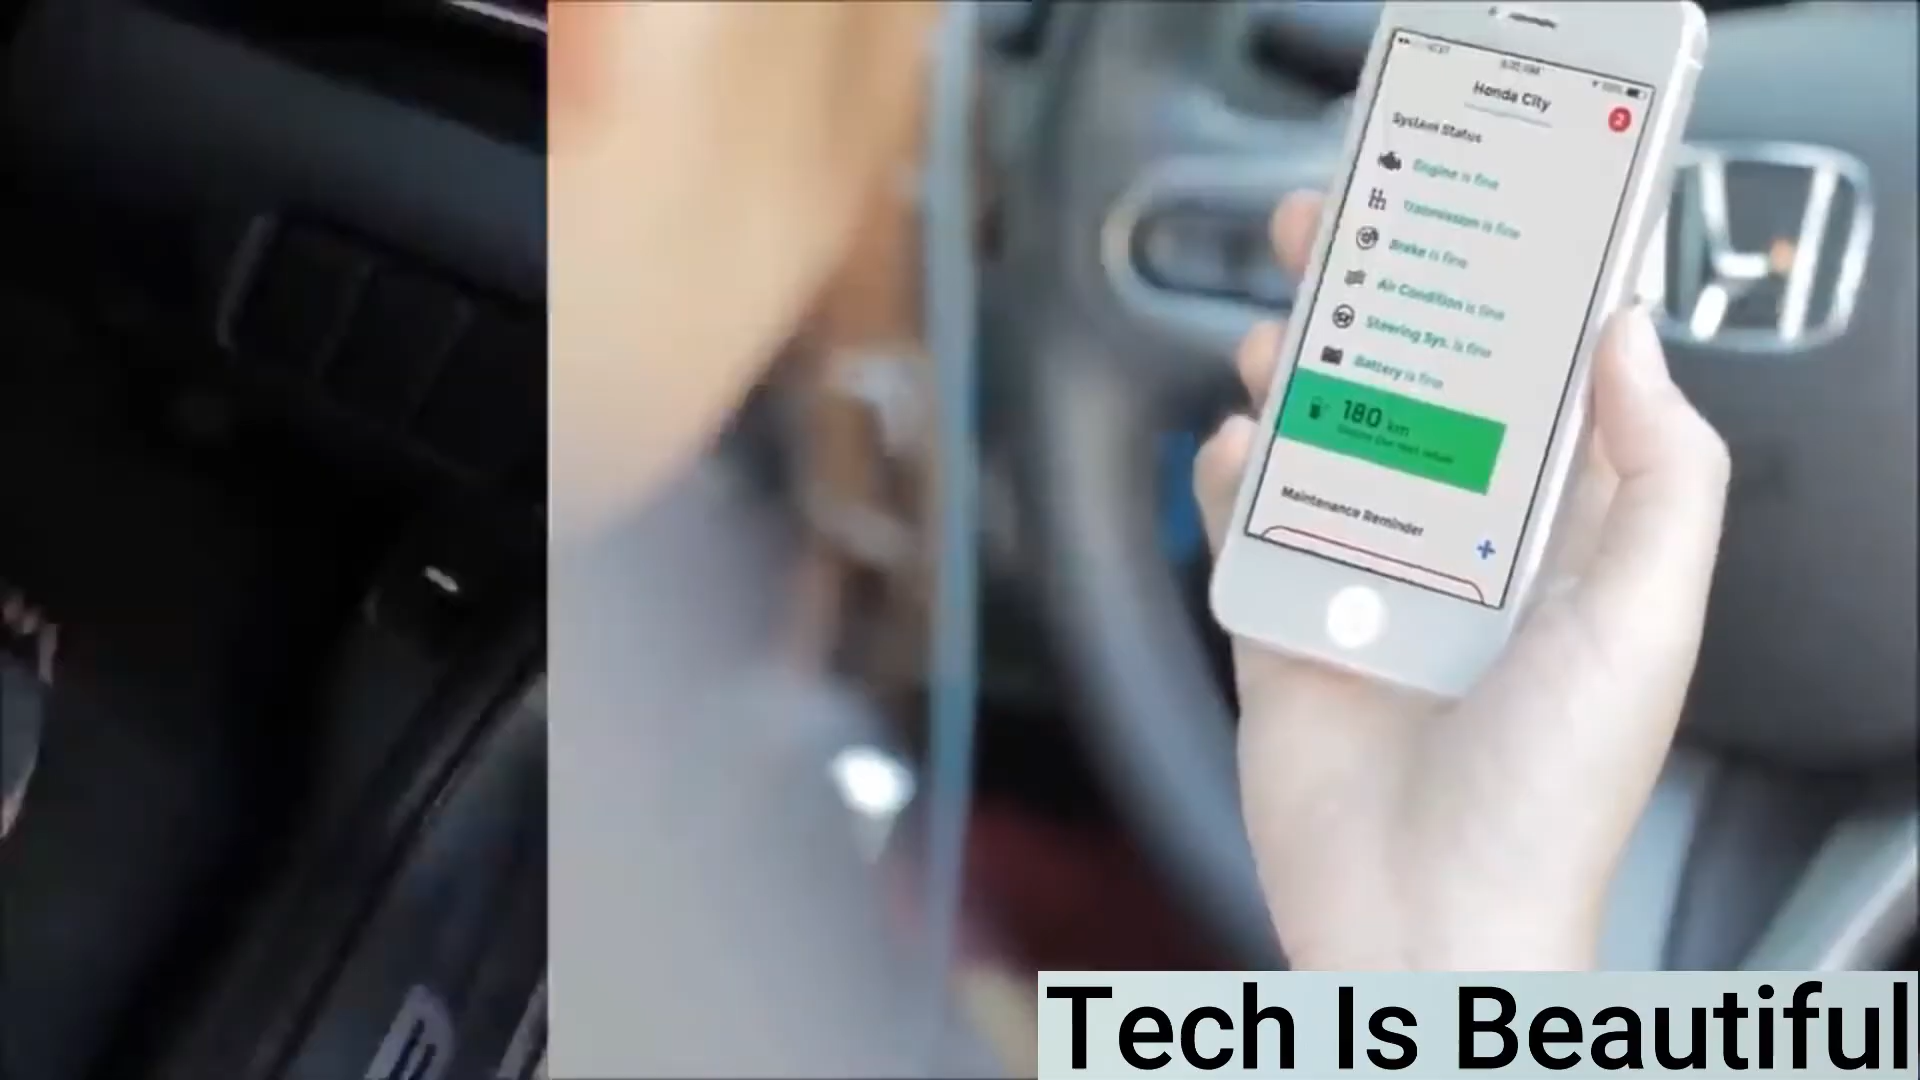 Honda City
2
System Status
Engine is fine
Transmission is fine
Brake is fine
Air Condition is fine
Steering Sys. is fine
Battery is fine
180 km
Maintenance Reminder
Tech Is Beautiful